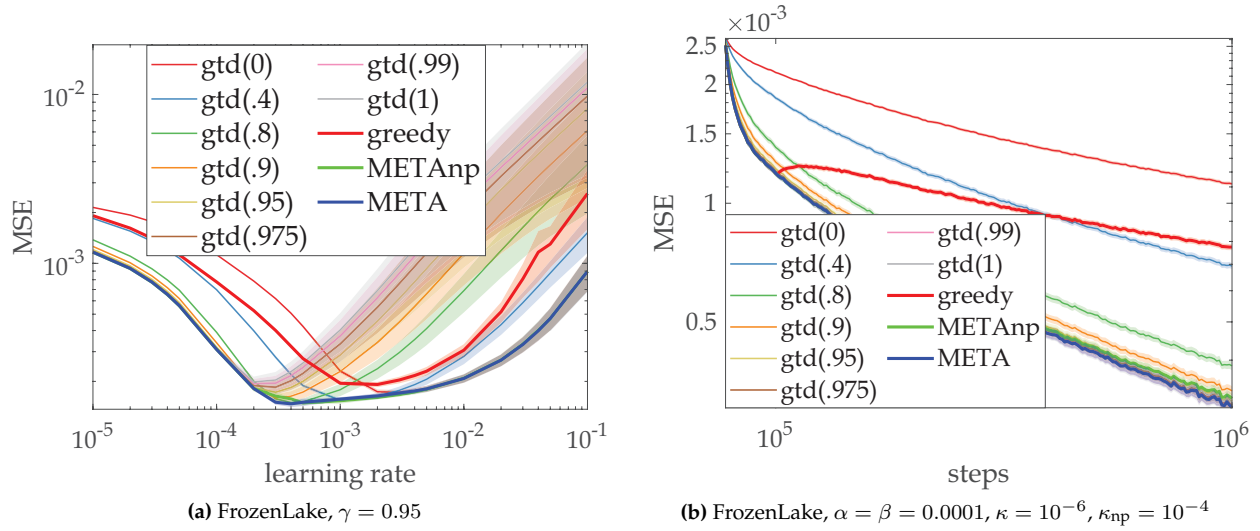 10^-2
10^-3
MSE
gtd(0)
gtd(.4)
gtd(.8)
gtd(.9)
gtd(.95)
gtd(.975)
gtd(.99)
gtd(1)
greedy
METAnp
META
10^-5 10^-4 10^-3 10^-2 10^-1
learning rate
(a) FrozenLake, γ = 0.95
×10^-3
2.5
2
1.5
1
0.5
MSE
gtd(0)
gtd(.4)
gtd(.8)
gtd(.9)
gtd(.95)
gtd(.975)
gtd(.99)
gtd(1)
greedy
METAnp
META
10^5 10^6
steps
(b) FrozenLake, α = β = 0.0001, κ = 10^-6, κnp = 10^-4